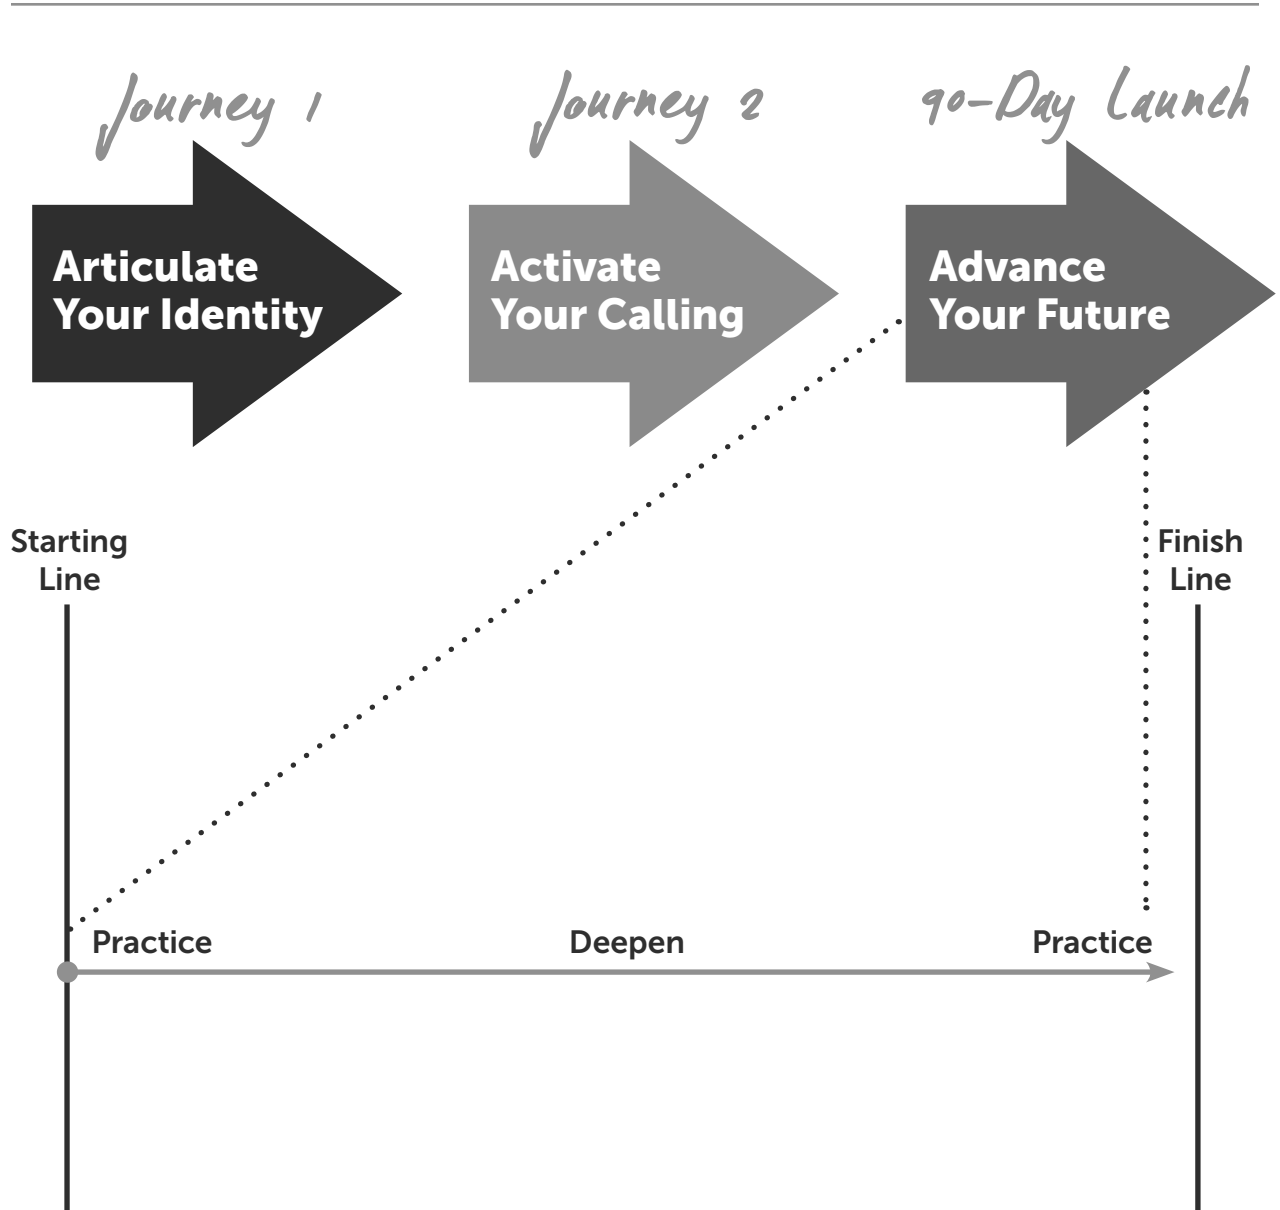 Journey 1
Journey 2
90-Day Launch
Articulate
Your Identity
Activate
Your Calling
Advance
Your Future
Starting
Line
Finish
Line
Practice
Deepen
Practice